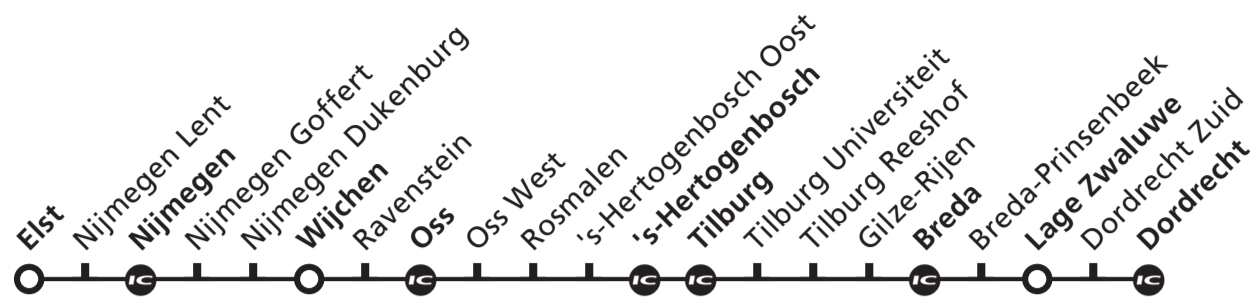 Elst
Nijmegen Lent
Nijmegen
Nijmegen Goffert
Nijmegen Dukenburg
Wijchen
Ravenstein
Oss
Oss West
Rosmalen
's-Hertogenbosch Oost
's-Hertogenbosch
Tilburg
Tilburg Universiteit
Tilburg Reeshof
Gilze-Rijen
Breda
Breda-Prinsenbeek
Lage Zwaluwe
Dordrecht Zuid
Dordrecht
IC
IC
IC
IC
IC
IC